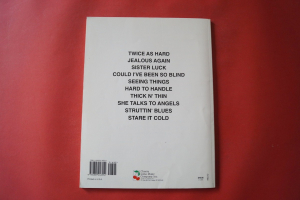 TWICE AS HARD
JEALOUS AGAIN
SISTER LUCK
COULD I'VE BEEN SO BLIND
SEEING THINGS
HARD TO HANDLE
THICK N' THIN
SHE TALKS TO ANGELS
STRUTTIN' BLUES
STARE IT COLD